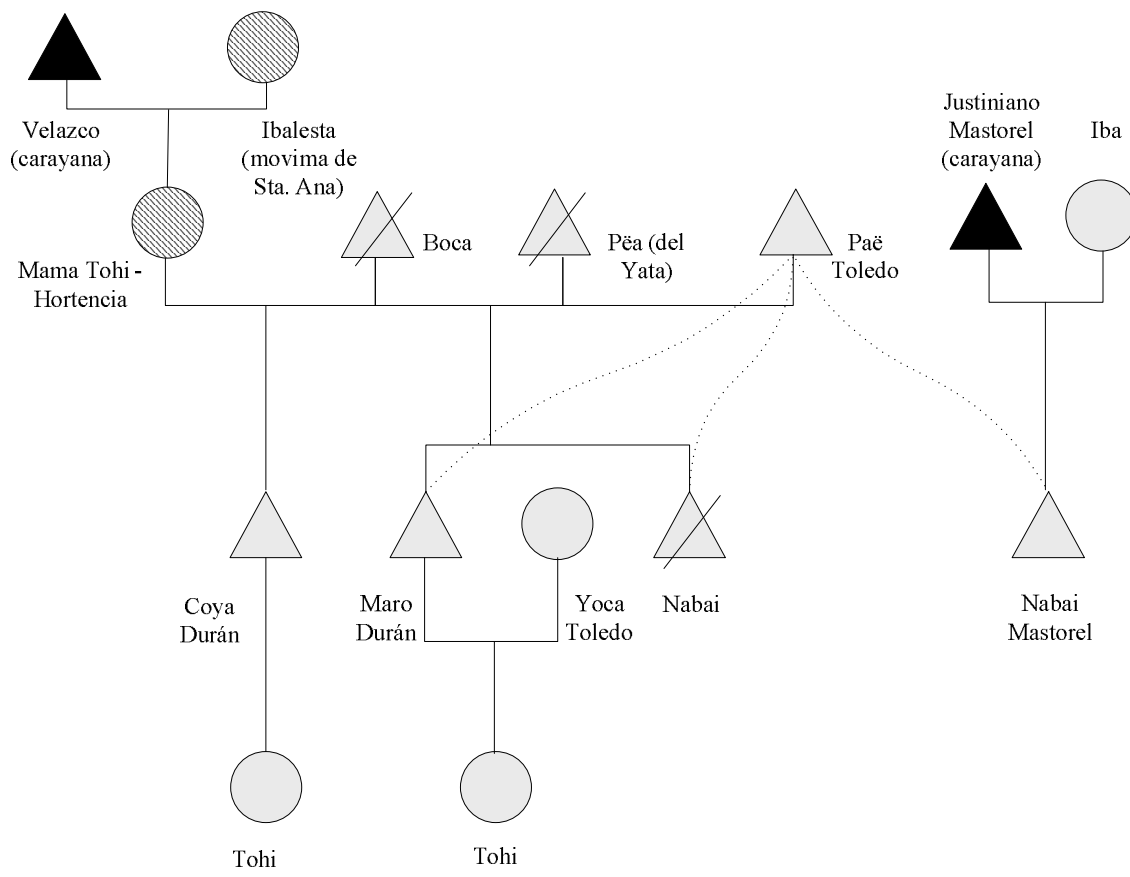 Velazco
(carayana)
Ibalesta
(movima de
Sta. Ana)
Justiniano
Mastorel
(carayana)
Iba
Mama Tohi -
Hortencia
Boca
Pëa (del
Yata)
Paë
Toledo
Coya
Durán
Maro
Durán
Yoca
Toledo
Nabai
Nabai
Mastorel
Tohi
Tohi